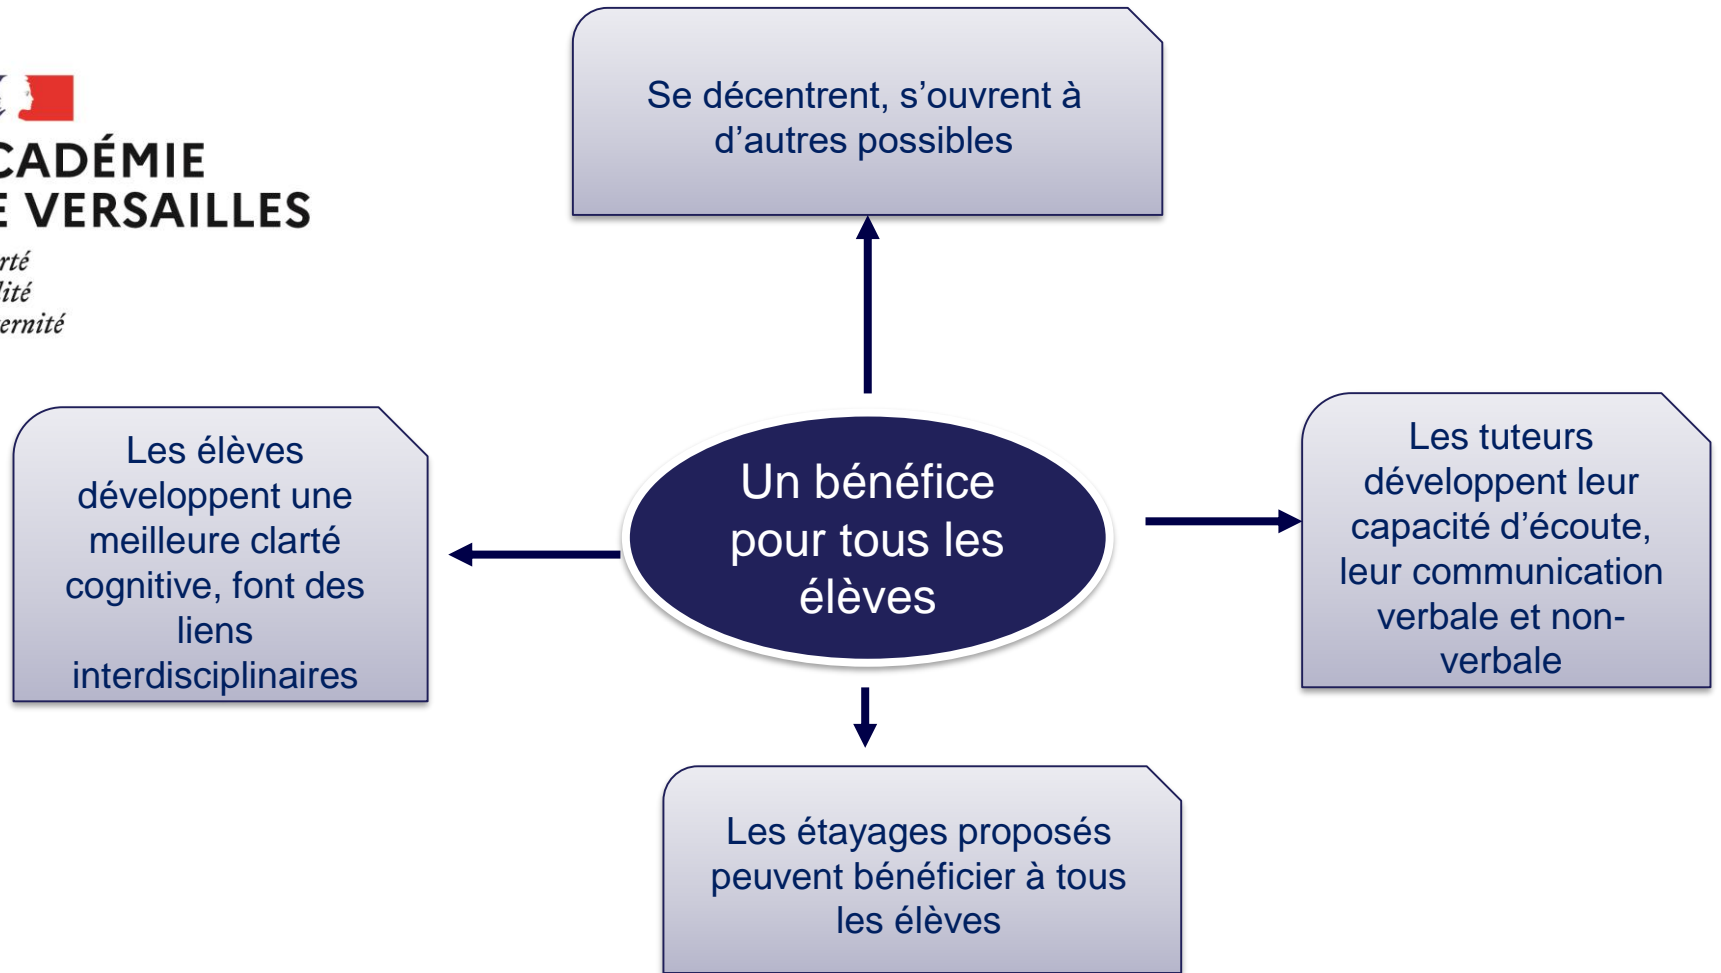 Se décentrent, s’ouvrent à
d’autres possibles
CADÉMIE
E VERSAILLES
rté
lité
ernité
Les élèves
développent une
meilleure clarté
cognitive, font des
liens
interdisciplinaires
Un bénéfice
pour tous les
élèves
Les tuteurs
développent leur
capacité d’écoute,
leur communication
verbale et non-
verbale
Les étayages proposés
peuvent bénéficier à tous
les élèves